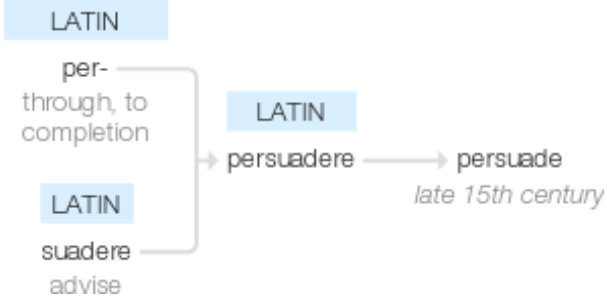 LATIN
per-
through, to
completion
LATIN
suadere
advise
LATIN
persuadere
persuade
late 15th century